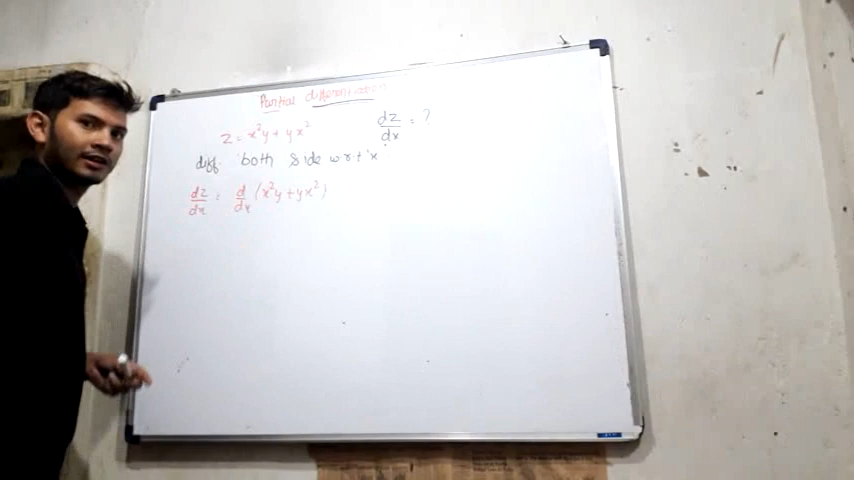 Partial differentiation
z = x²y + yx² dz/dx = ?
diff. both side w r t 'x'
dz/dx = d/dx (x²y + yx²)